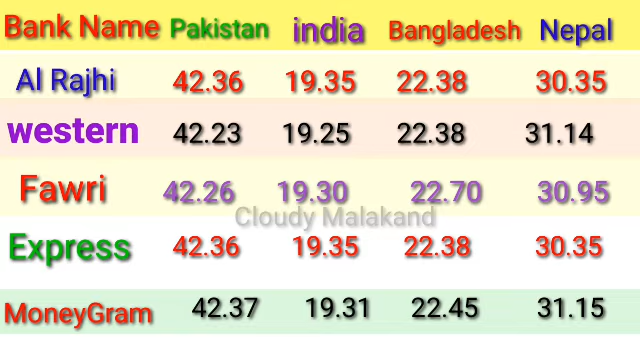 Bank Name Pakistan india Bangladesh Nepal
Al Rajhi 42.36 19.35 22.38 30.35
western 42.23 19.25 22.38 31.14
Fawri 42.26 19.30 22.70 30.95
Cloudy Malakand
Express 42.36 19.35 22.38 30.35
MoneyGram 42.37 19.31 22.45 31.15